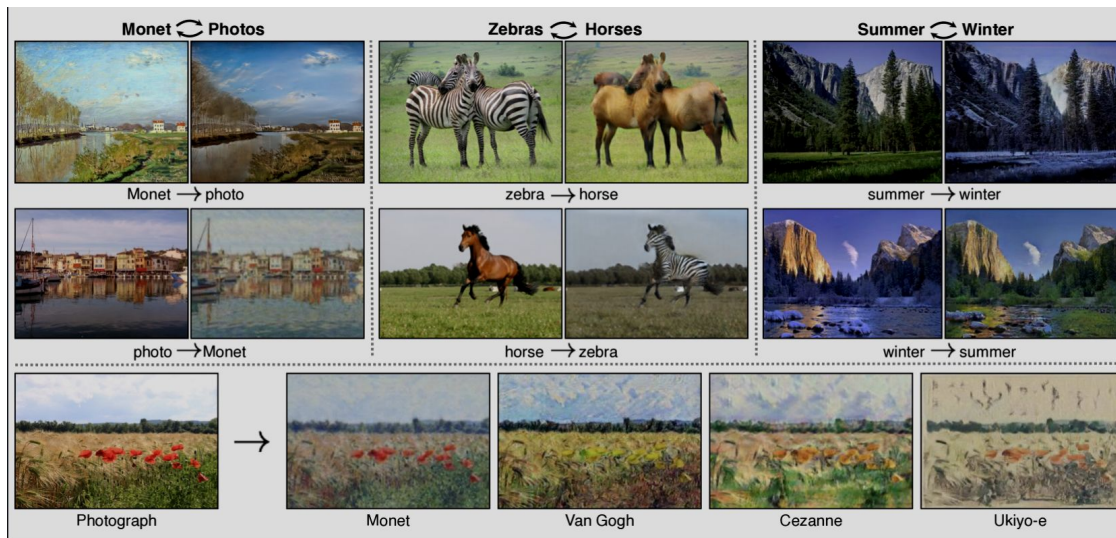 Monet ⇄ Photos
Zebras ⇄ Horses
Summer ⇄ Winter
Monet → photo
zebra → horse
summer → winter
photo → Monet
horse → zebra
winter → summer
Photograph
Monet
Van Gogh
Cezanne
Ukiyo-e